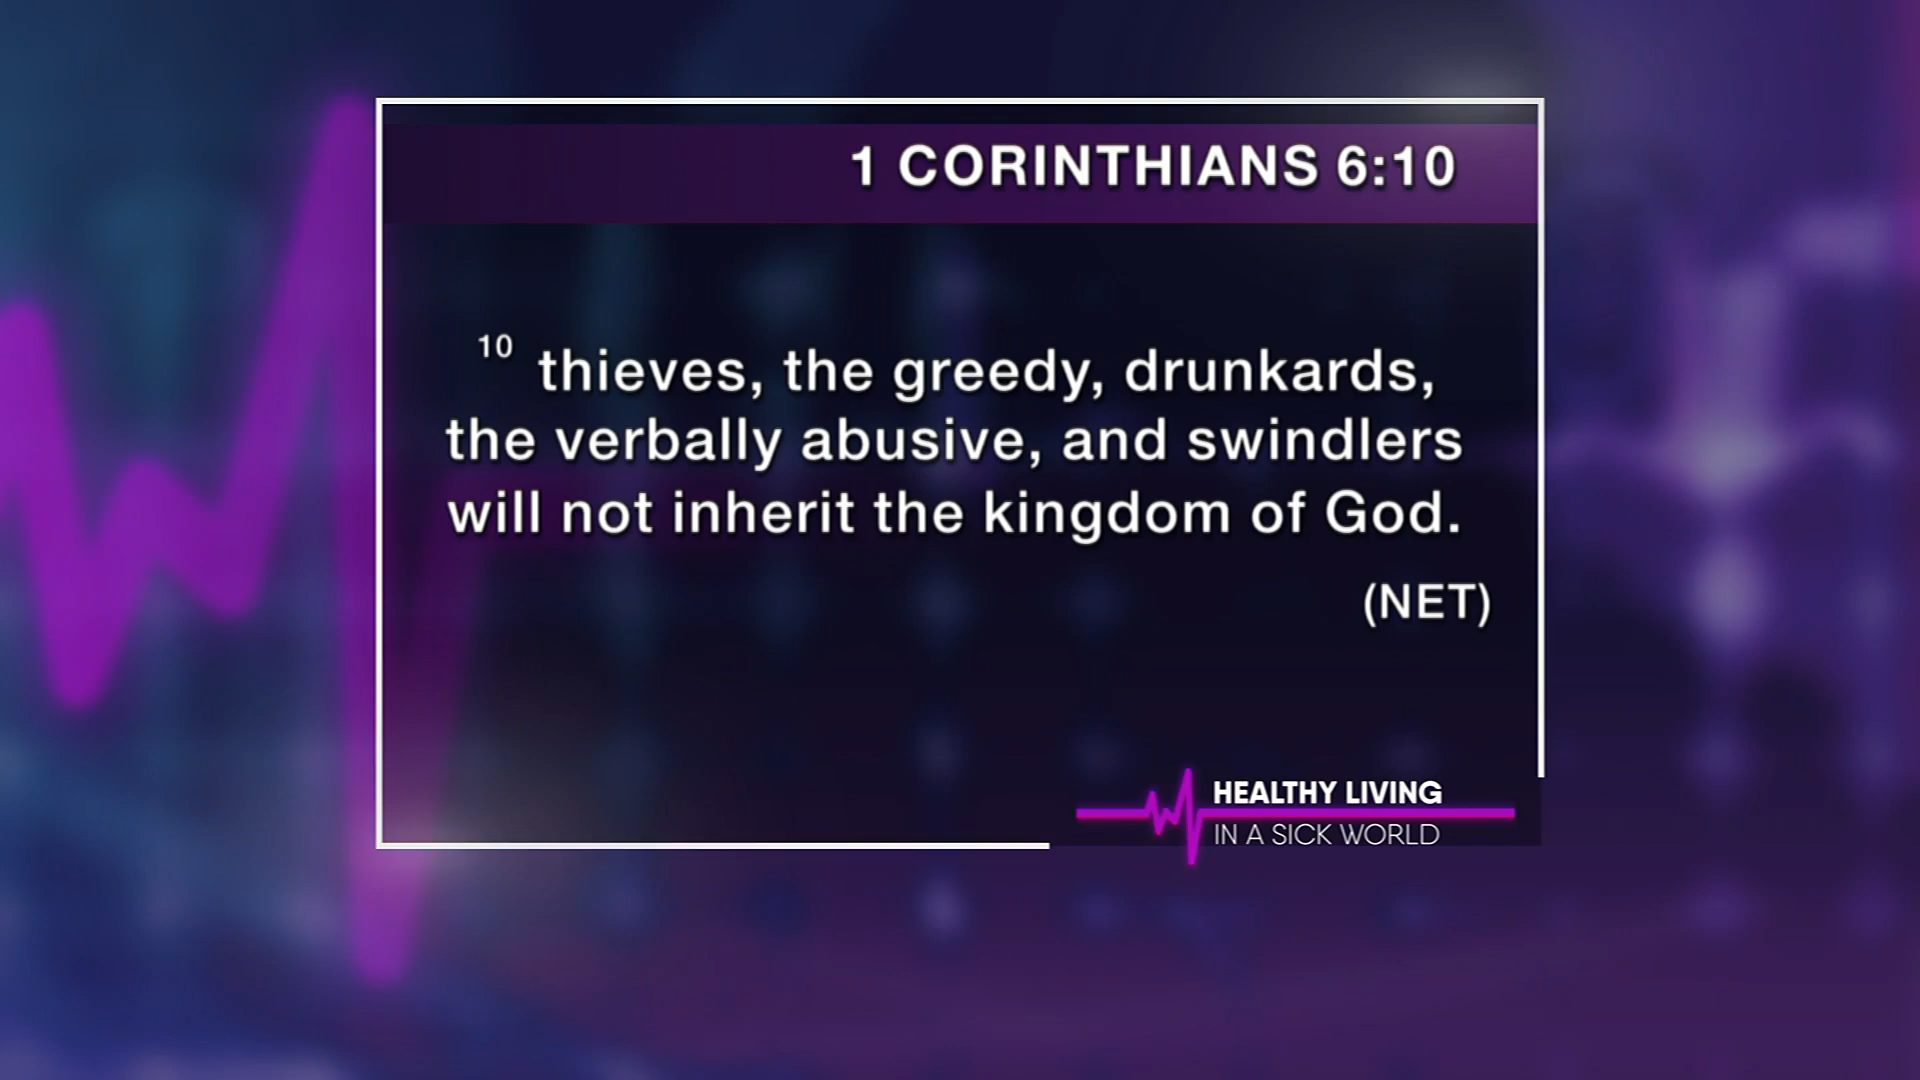 1 CORINTHIANS 6:10
10 thieves, the greedy, drunkards,
the verbally abusive, and swindlers
will not inherit the kingdom of God.
(NET)
HEALTHY LIVING
IN A SICK WORLD